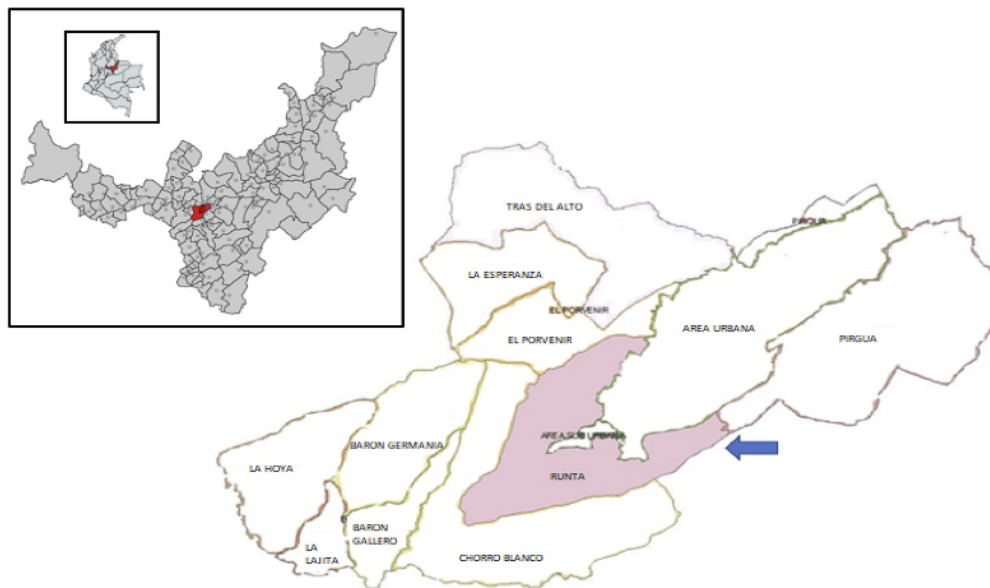 TRAS DEL ALTO
PIRGUA
LA ESPERANZA
EL PORVENIR
AREA URBANA
EL PORVENIR
PIRGUA
AREA SUB URBANA
BARON GERMANIA
LA HOYA
RUNTA
BARON
GALLERO
LA
LAJITA
CHORRO BLANCO